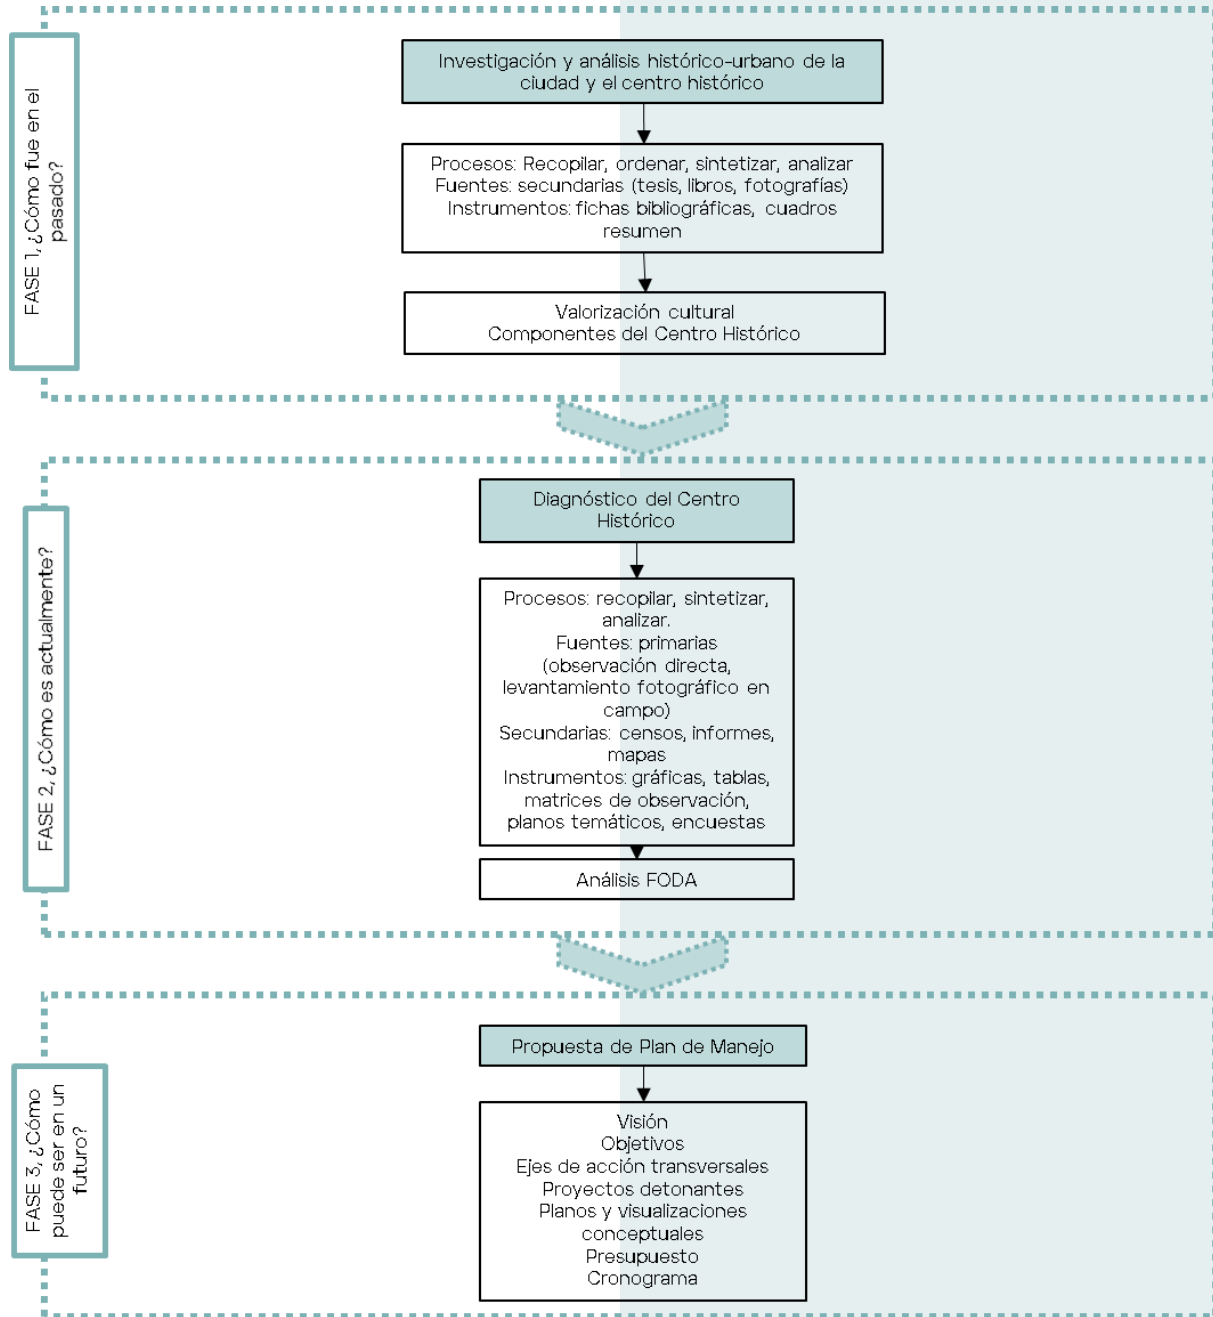 FASE 1, ¿Cómo fue en el
pasado?
Investigación y análisis histórico-urbano de la
ciudad y el centro histórico
Procesos: Recopilar, ordenar, sintetizar, analizar
Fuentes: secundarias (tesis, libros, fotografías)
Instrumentos: fichas bibliográficas, cuadros
resumen
Valorización cultural
Componentes del Centro Histórico
FASE 2, ¿Cómo es actualmente?
Diagnóstico del Centro
Histórico
Procesos: recopilar, sintetizar,
analizar.
Fuentes: primarias
(observación directa,
levantamiento fotográfico en
campo)
Secundarias: censos, informes,
mapas
Instrumentos: gráficas, tablas,
matrices de observación,
planos temáticos, encuestas
Análisis FODA
FASE 3, ¿Cómo
puede ser en un
futuro?
Propuesta de Plan de Manejo
Visión
Objetivos
Ejes de acción transversales
Proyectos detonantes
Planos y visualizaciones
conceptuales
Presupuesto
Cronograma